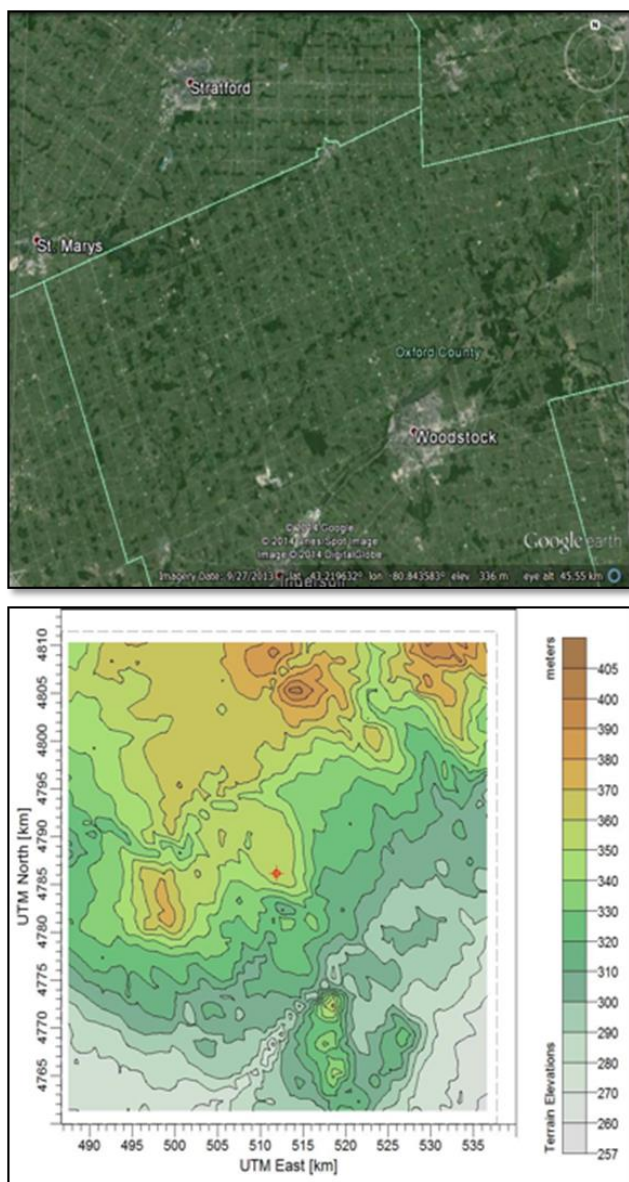 N
Stratford
St. Marys
Oxford County
Woodstock
© 2014 Google
Image © 2014 DigitalGlobe
Google earth
Imagery Date: 9/27/2013 lat 43.219632° lon -80.843583° elev 336 m eye alt 45.55 km
meters
405
400
390
380
370
360
350
340
330
320
310
300
290
280
270
260
257
Terrain Elevations
UTM North [km]
4810
4805
4800
4795
4790
4785
4780
4775
4770
4765
490 495 500 505 510 512 515 520 525 530 535
UTM East [km]